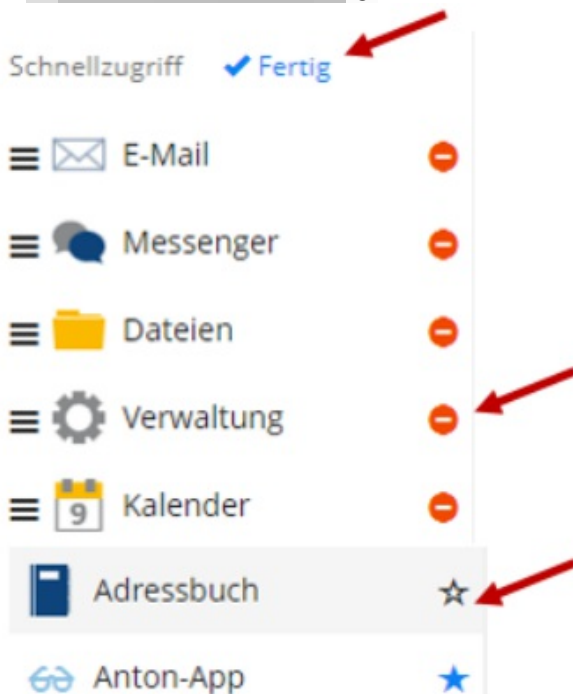 Schnellzugriff Fertig
E-Mail
Messenger
Dateien
Verwaltung
9 Kalender
Adressbuch
Anton-App